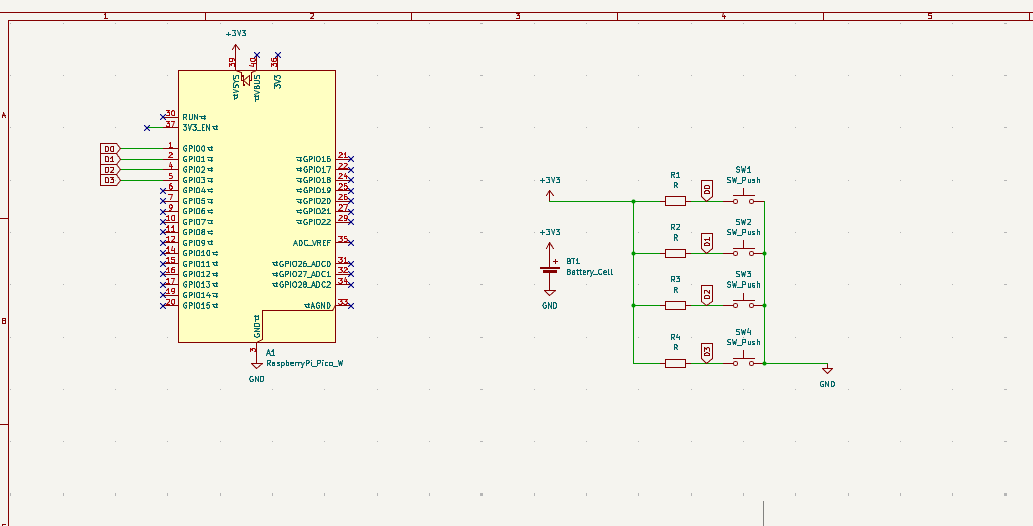 1 2 3 4 5
A
B
+3V3
39 40 36
VSYS VBUS 3V3
30 RUN
37 3V3_EN
D0 1 GPIO0
D1 2 GPIO1
D2 4 GPIO2
D3 5 GPIO3
6 GPIO4
7 GPIO5
9 GPIO6
10 GPIO7
11 GPIO8
12 GPIO9
14 GPIO10
15 GPIO11
16 GPIO12
17 GPIO13
19 GPIO14
20 GPIO15
GPIO16 21
GPIO17 22
GPIO18 24
GPIO19 25
GPIO20 26
GPIO21 27
GPIO22 29
ADC_VREF 35
GPIO26_ADC0 31
GPIO27_ADC1 32
GPIO28_ADC2 34
AGND 33
GND
3
A1
RaspberryPi_Pico_W
GND
+3V3
+3V3
+
BT1
Battery_Cell
GND
R1
R
D0
SW1
SW_Push
R2
R
D1
SW2
SW_Push
R3
R
D2
SW3
SW_Push
R4
R
D3
SW4
SW_Push
GND